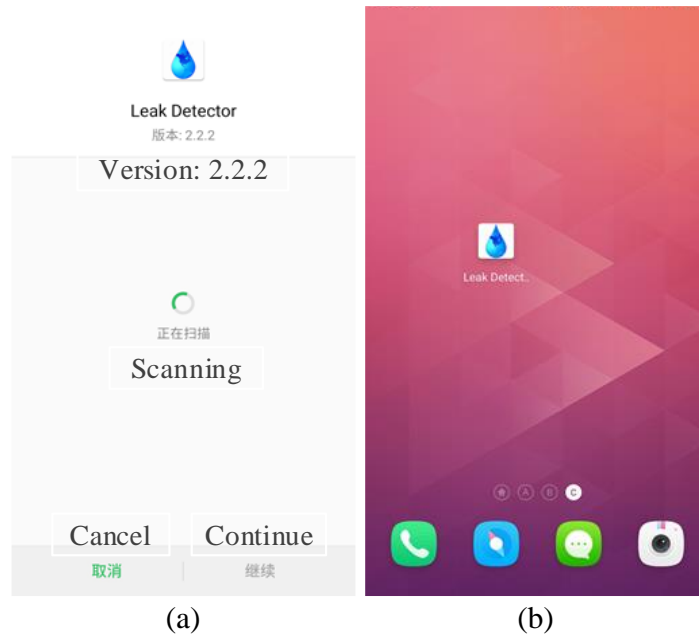 Leak Detector
版本: 2.2.2
Version: 2.2.2
正在扫描
Scanning
Cancel Continue
取消 继续
(a)
Leak Detect..
A B C
(b)